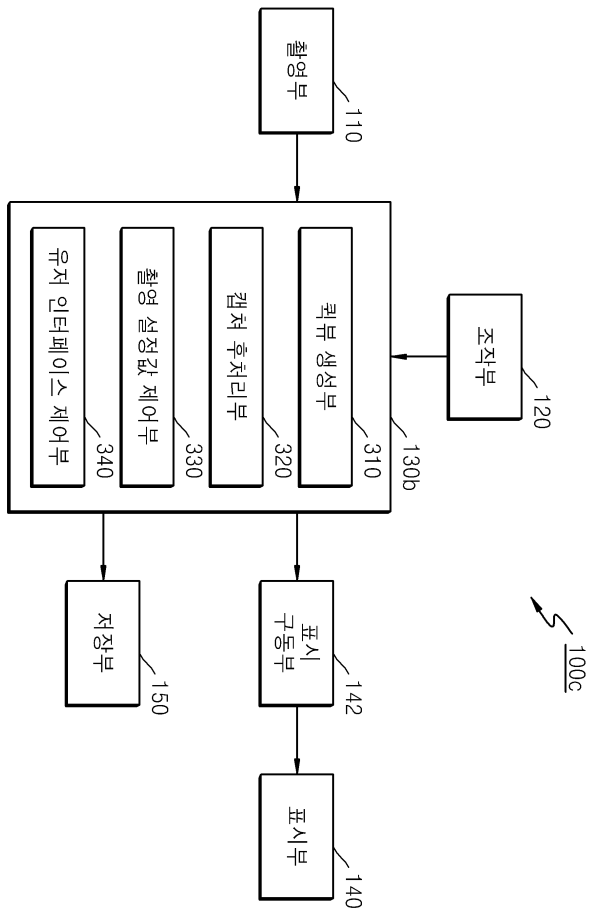 100c
조작부
120
촬영부
110
130b
퀵뷰 생성부
310
캡쳐 후처리부
320
촬영 설정값 제어부
330
유저 인터페이스 제어부
340
표시
구동부
142
표시부
140
저장부
150